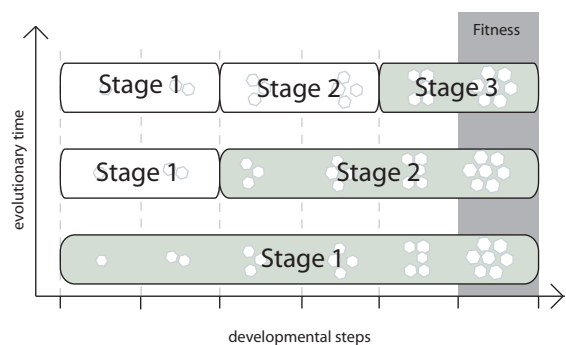 Fitness
Stage 1
Stage 2
Stage 3
Stage 1
Stage 2
Stage 1
evolutionary time
developmental steps